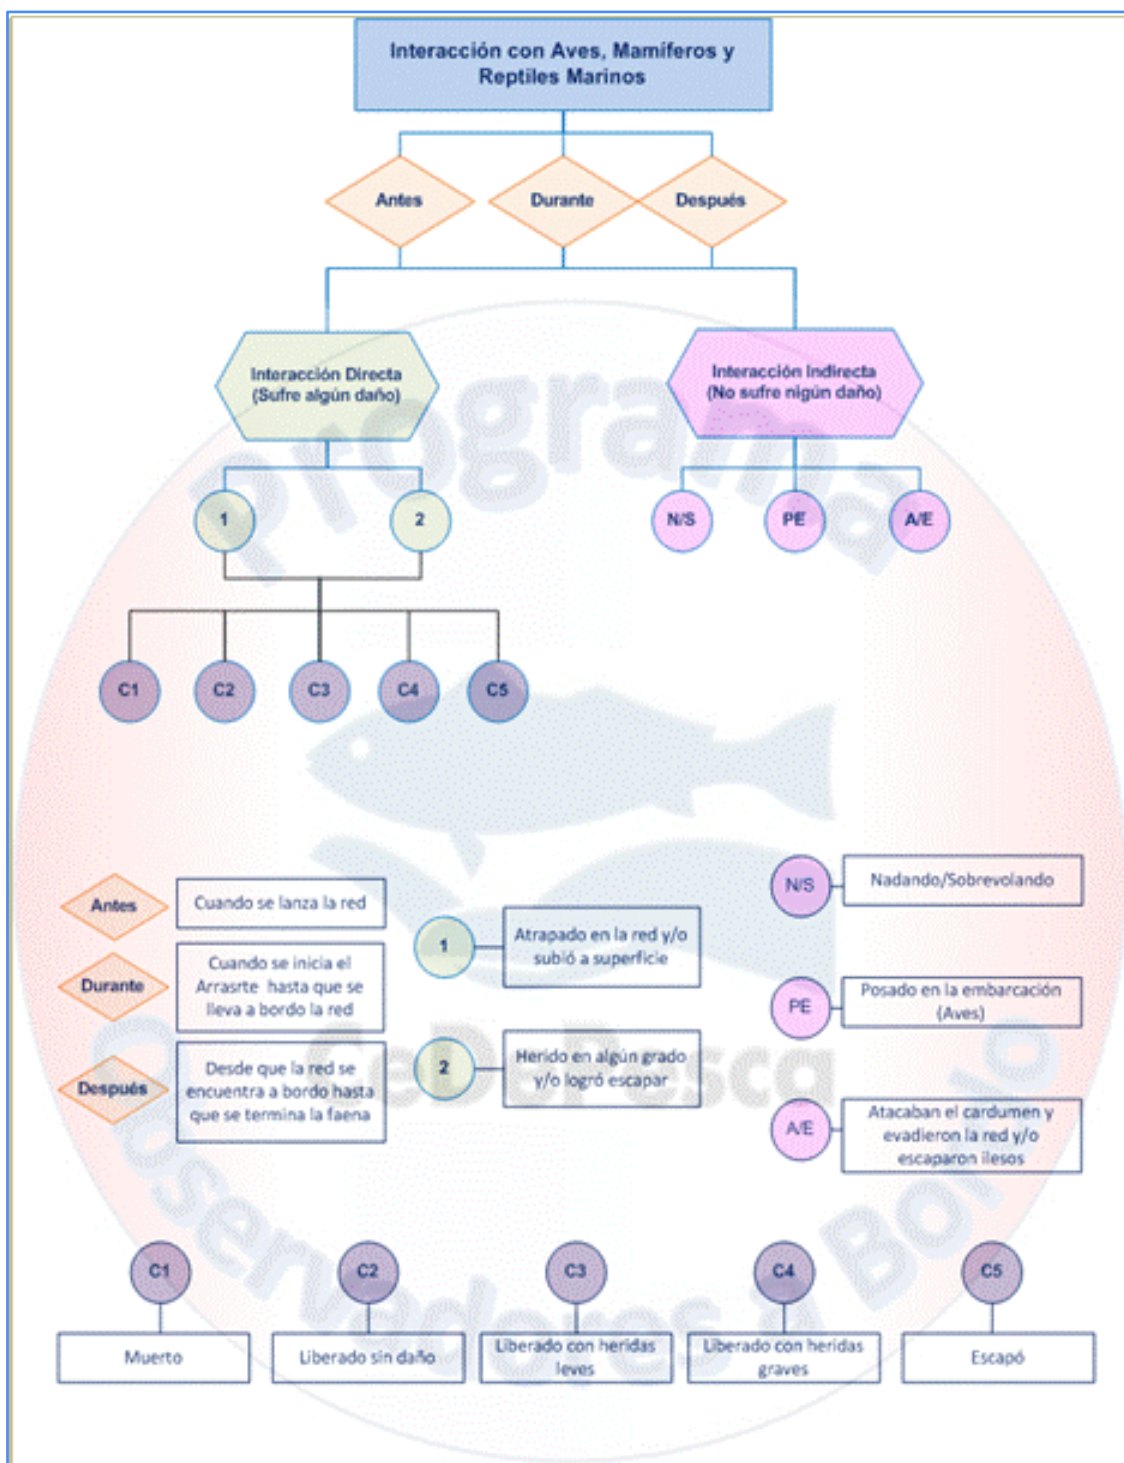 Interacción con Aves, Mamíferos y
Reptiles Marinos
Antes
Durante
Después
Interacción Directa
(Sufre algún daño)
Interacción Indirecta
(No sufre nigún daño)
1
2
N/S
PE
A/E
C1
C2
C3
C4
C5
Antes
Cuando se lanza la red
Durante
Cuando se inicia el
Arrasrte hasta que se
lleva a bordo la red
Después
Desde que la red se
encuentra a bordo hasta
que se termina la faena
1
Atrapado en la red y/o
subió a superficie
2
Herido en algún grado
y/o logró escapar
N/S
Nadando/Sobrevolando
PE
Posado en la embarcación
(Aves)
A/E
Atacaban el cardumen y
evadieron la red y/o
escaparon ilesos
C1
Muerto
C2
Liberado sin daño
C3
Liberado con heridas
leves
C4
Liberado con heridas
graves
C5
Escapó
Programa
CeDePesca
Observadores a Bordo